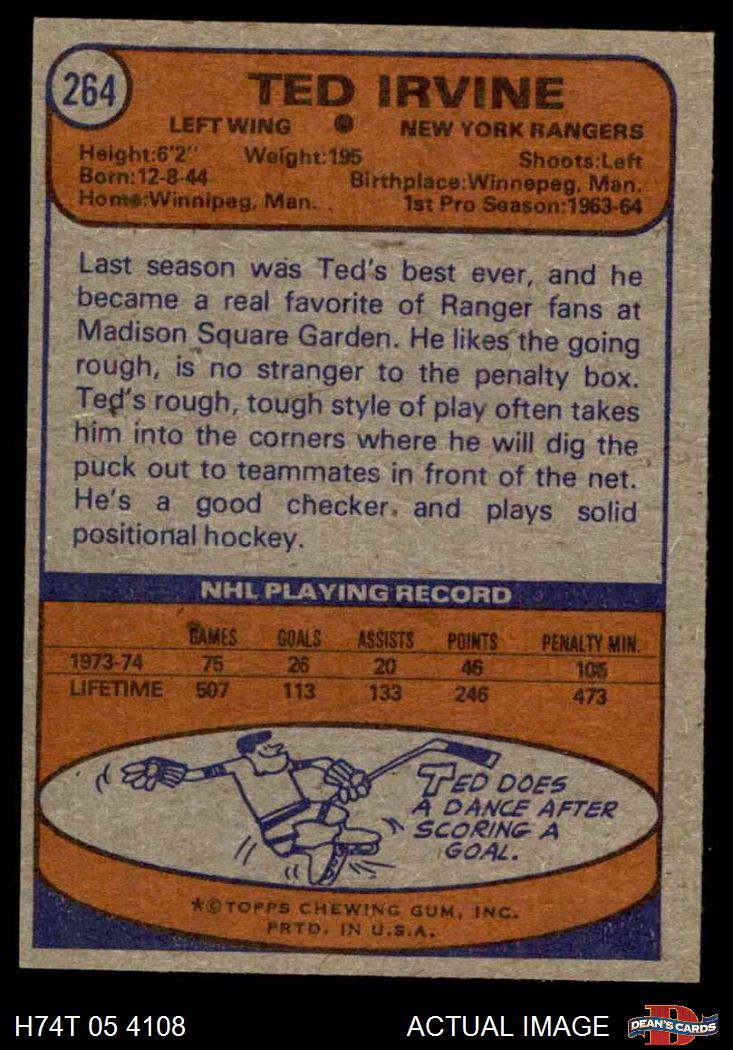 264
TED IRVINE
LEFT WING NEW YORK RANGERS
Height:6'2" Weight:195 Shoots:Left
Born:12-8-44 Birthplace:Winnepeg, Man.
Home:Winnipeg, Man. 1st Pro Season:1963-64
Last season was Ted's best ever, and he
became a real favorite of Ranger fans at
Madison Square Garden. He likes the going
rough, is no stranger to the penalty box.
Ted's rough, tough style of play often takes
him into the corners where he will dig the
puck out to teammates in front of the net.
He's a good checker and plays solid
positional hockey.
NHL PLAYING RECORD
GAMES GOALS ASSISTS POINTS PENALTY MIN.
1973-74 75 26 20 46 105
LIFETIME 507 113 133 246 473
TED DOES
A DANCE AFTER
SCORING A
GOAL.
*©TOPPS CHEWING GUM, INC.
PRTD. IN U.S.A.
H74T 05 4108 ACTUAL IMAGE DEAN'S CARDS